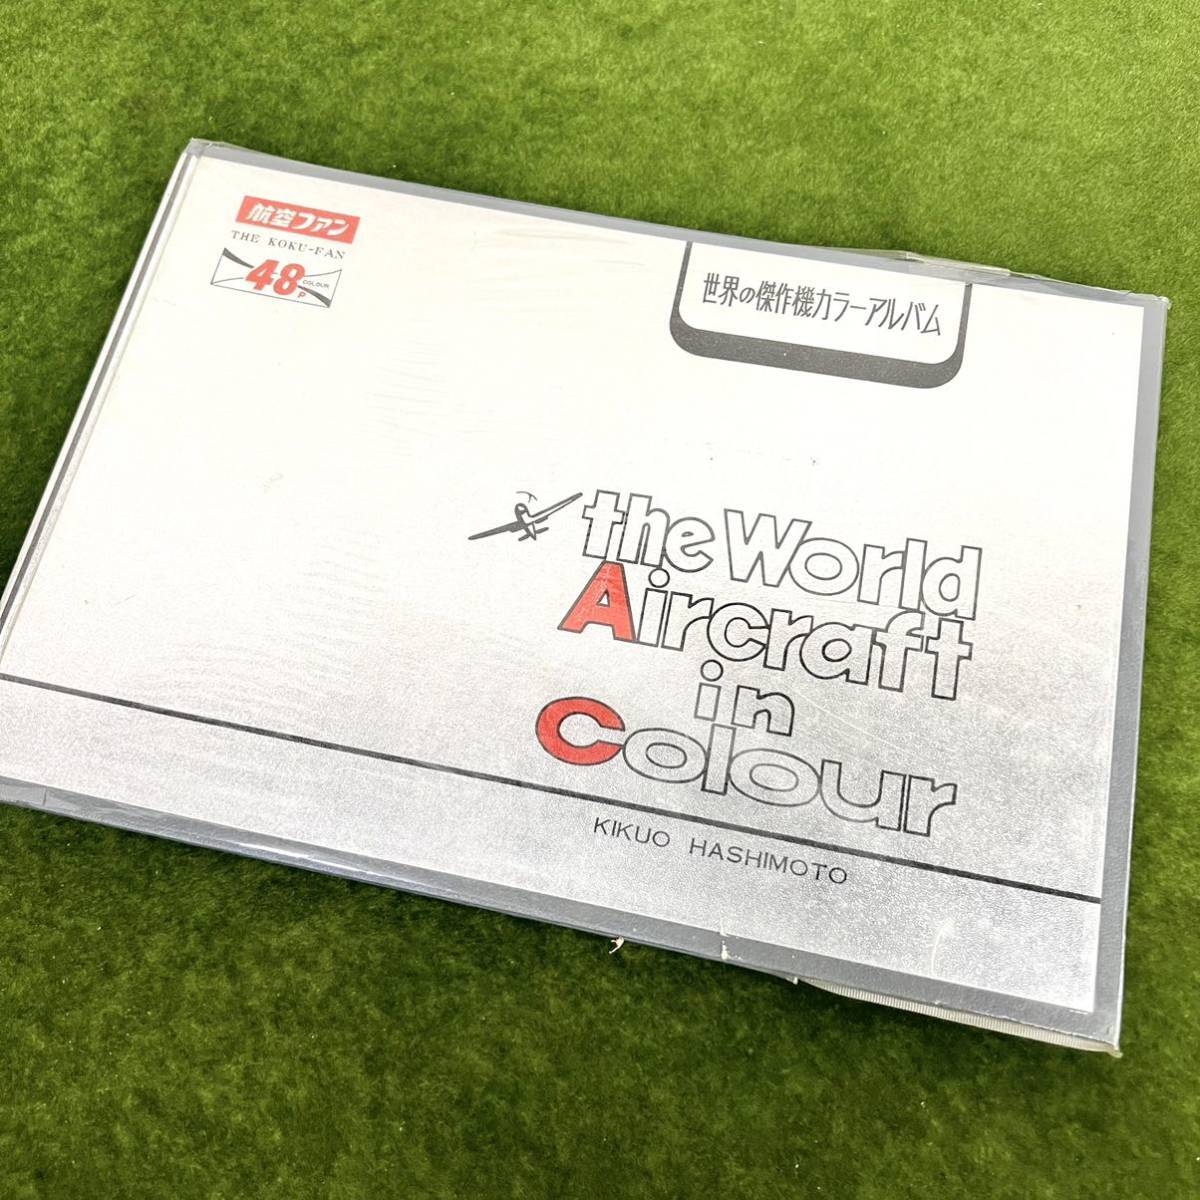 航空ファン
THE KOKU-FAN
48 COLOUR
P
世界の傑作機カラーアルバム
the World
Aircraft
in
Colour
KIKUO HASHIMOTO